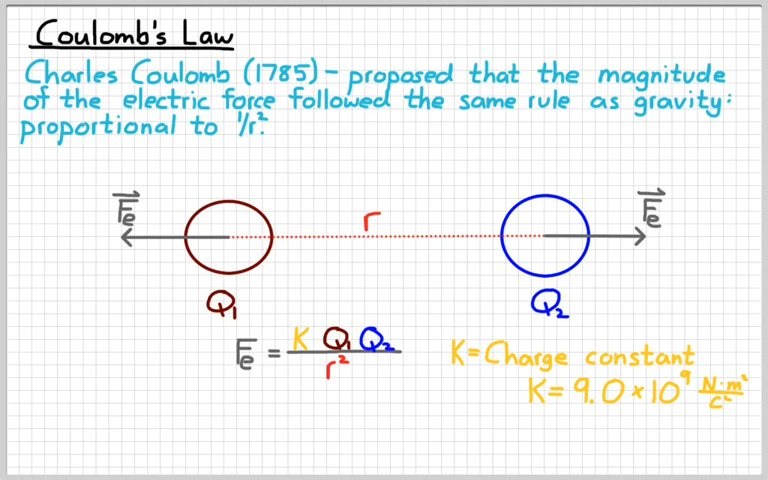 Coulomb's Law
Charles Coulomb (1785) - proposed that the magnitude
of the electric force followed the same rule as gravity:
proportional to 1/r².
Fe Fe
r
Q₁ Q₂
Fe = K Q₁ Q₂ / r²
K = Charge constant
K = 9.0 × 10⁹ N·m²/C²